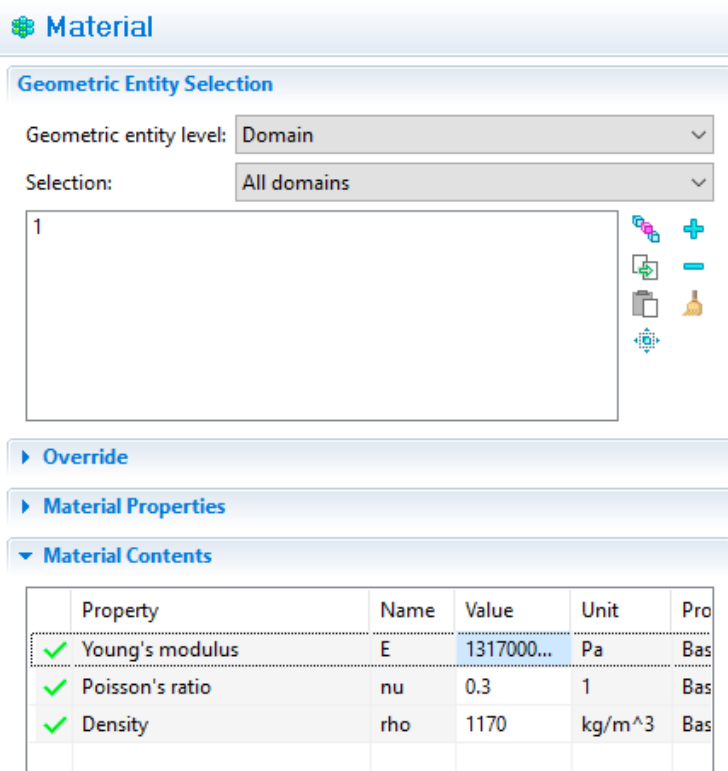 Material
Geometric Entity Selection
Geometric entity level: Domain
Selection: All domains
1
Override
Material Properties
Material Contents
Property Name Value Unit Pro
Young's modulus E 1317000... Pa Bas
Poisson's ratio nu 0.3 1 Bas
Density rho 1170 kg/m^3 Bas